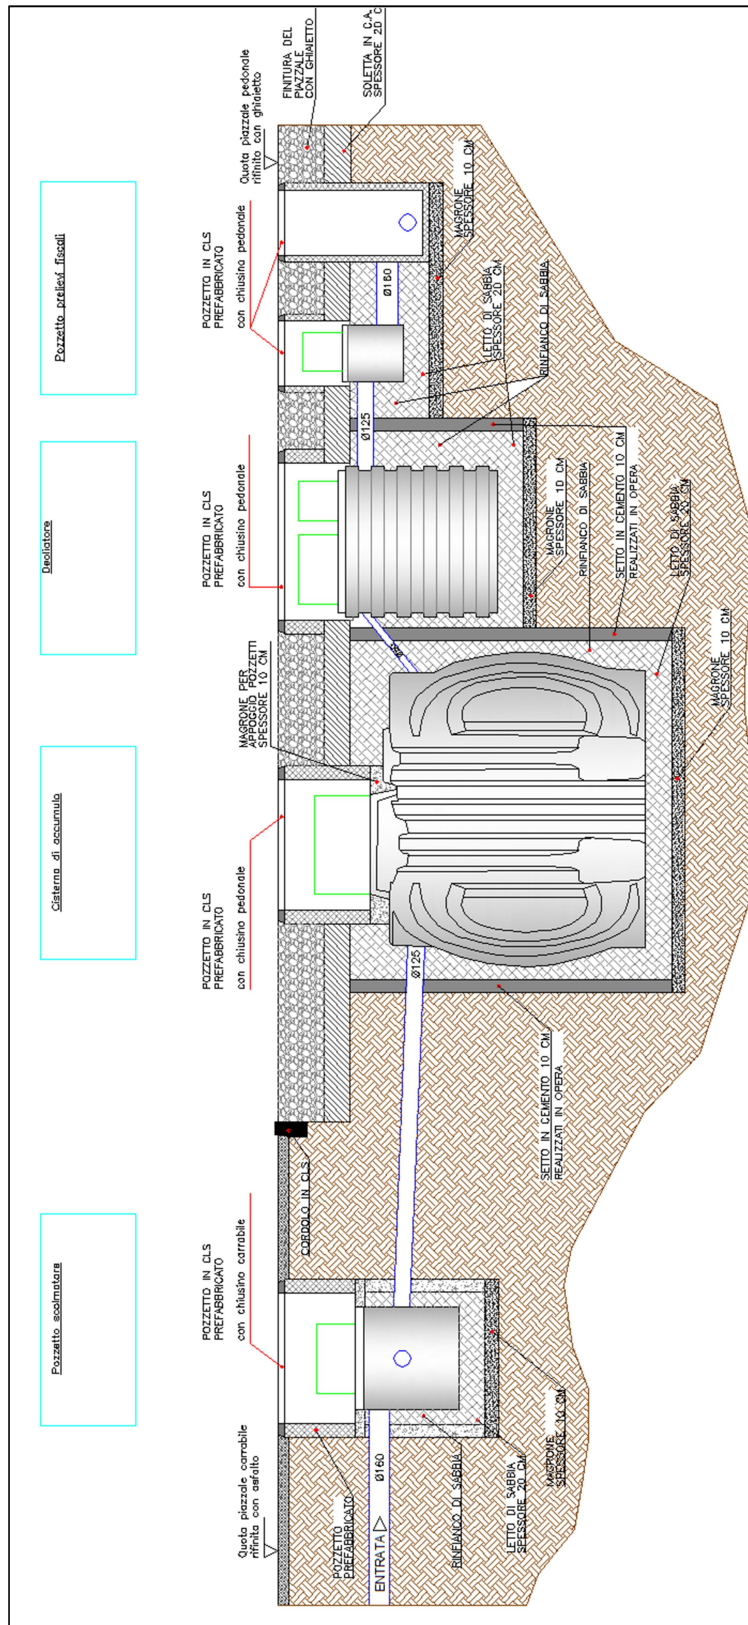 Pozzetto scolmatore
Cisterna di accumulo
Deoliatore
Pozzetto prelievi fiscali
Quota piazzale carrabile
rifinito con asfalto
POZZETTO IN CLS
PREFABBRICATO
con chiusino carrabile
POZZETTO IN CLS
PREFABBRICATO
con chiusino pedonale
MAGRONE PER
APPOGGIO POZZETTI
SPESSORE 10 CM
POZZETTO IN CLS
PREFABBRICATO
con chiusino pedonale
POZZETTO IN CLS
PREFABBRICATO
con chiusino pedonale
Quota piazzale pedonale
rifinito con ghiaietto
FINITURA DEL
PIAZZALE
CON GHIAIETTO
SOLETTA IN C.A.
SPESSORE 20 C
CORDOLO IN CLS
POZZETTO
PREFABBRICATO
ENTRATA
Ø160
Ø125
Ø125
Ø160
RINFIANCO DI SABBIA
LETTO DI SABBIA
SPESSORE 20 CM
MAGRONE
SPESSORE 10 CM
SETTO IN CEMENTO 10 CM
REALIZZATI IN OPERA
MAGRONE
SPESSORE 10 CM
LETTO DI SABBIA
SPESSORE 20 CM
SETTO IN CEMENTO 10 CM
REALIZZATI IN OPERA
RINFIANCO DI SABBIA
MAGRONE
SPESSORE 10 CM
RINFIANCO DI SABBIA
LETTO DI SABBIA
SPESSORE 20 CM
MAGRONE
SPESSORE 10 CM